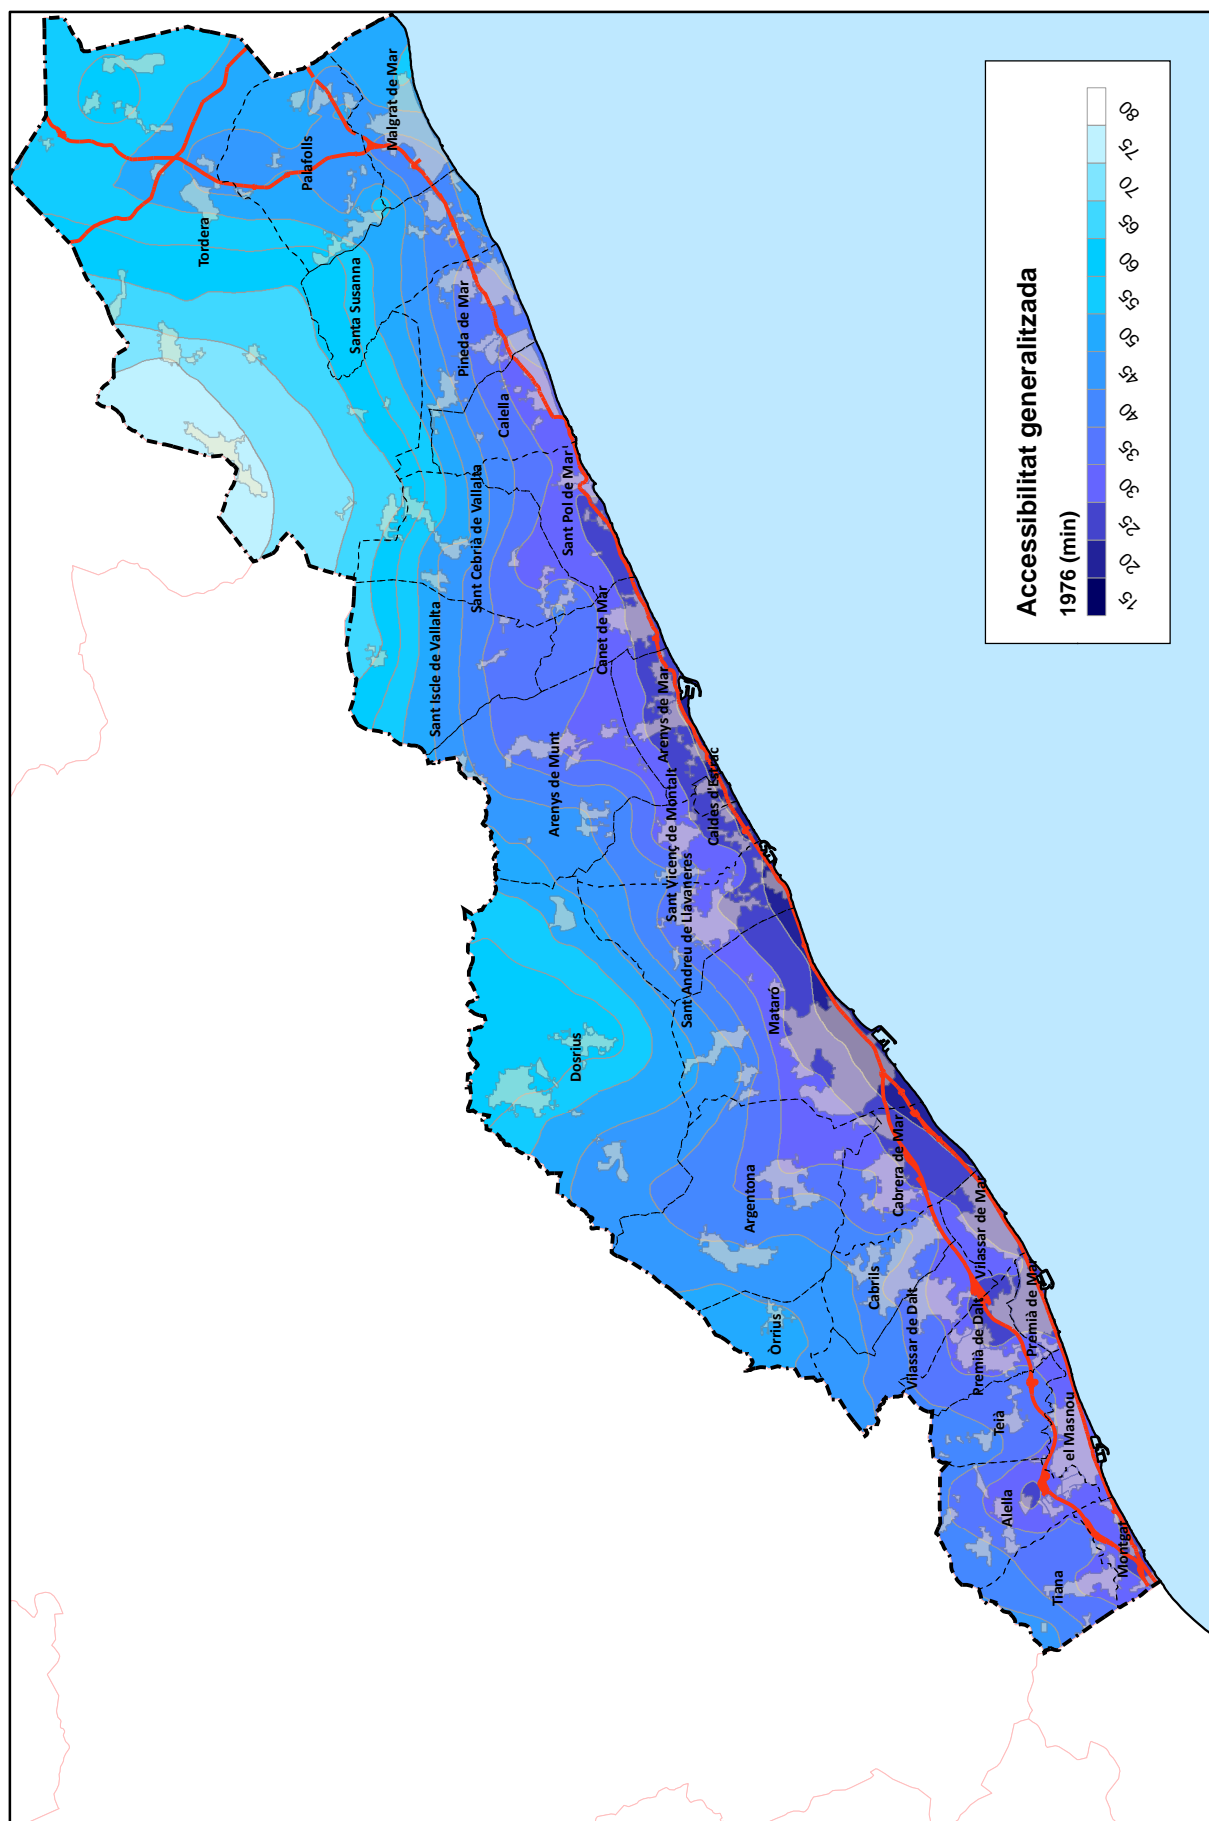 Accessibilitat generalitzada
1976 (min)
15
20
25
30
35
40
45
50
55
60
65
70
75
80
Tordera
Palafolls
Malgrat de Mar
Santa Susanna
Pineda de Mar
Calella
Sant Cebrià de Vallalta
Sant Pol de Mar
Sant Iscle de Vallalta
Canet de Mar
Arenys de Munt
Arenys de Mar
Sant Vicenç de Montalt
Caldes d'Estrac
Sant Andreu de Llavaneres
Dosrius
Mataró
Argentona
Cabrera de Mar
Òrrius
Cabrils
Vilassar de Mar
Vilassar de Dalt
Premià de Dalt
Premià de Mar
Teià
el Masnou
Alella
Tiana
Montgat